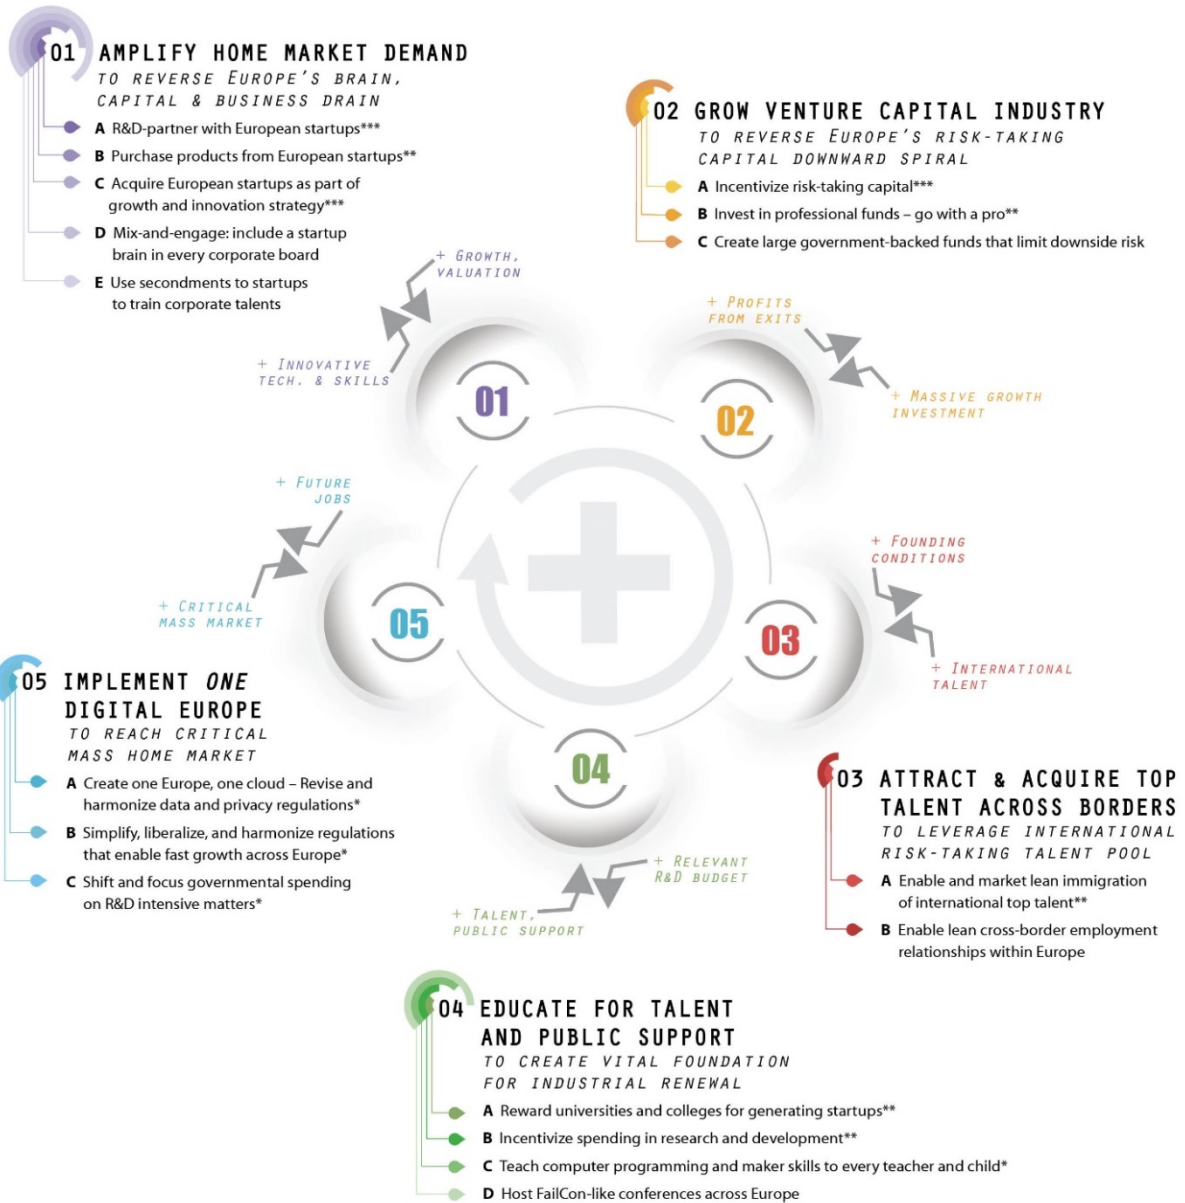 01 AMPLIFY HOME MARKET DEMAND
TO REVERSE EUROPE'S BRAIN,
CAPITAL & BUSINESS DRAIN
A R&D-partner with European startups***
B Purchase products from European startups**
C Acquire European startups as part of
growth and innovation strategy***
D Mix-and-engage: include a startup
brain in every corporate board
E Use secondments to startups
to train corporate talents
02 GROW VENTURE CAPITAL INDUSTRY
TO REVERSE EUROPE'S RISK-TAKING
CAPITAL DOWNWARD SPIRAL
A Incentivize risk-taking capital***
B Invest in professional funds – go with a pro**
C Create large government-backed funds that limit downside risk
+ GROWTH,
VALUATION
+ INNOVATIVE
TECH. & SKILLS
01
+ PROFITS
FROM EXITS
+ MASSIVE GROWTH
INVESTMENT
02
+ FUTURE
JOBS
+ CRITICAL
MASS MARKET
05
+ FOUNDING
CONDITIONS
+ INTERNATIONAL
TALENT
03
04
+ RELEVANT
R&D BUDGET
+ TALENT,
PUBLIC SUPPORT
05 IMPLEMENT ONE
DIGITAL EUROPE
TO REACH CRITICAL
MASS HOME MARKET
A Create one Europe, one cloud – Revise and
harmonize data and privacy regulations*
B Simplify, liberalize, and harmonize regulations
that enable fast growth across Europe*
C Shift and focus governmental spending
on R&D intensive matters*
03 ATTRACT & ACQUIRE TOP
TALENT ACROSS BORDERS
TO LEVERAGE INTERNATIONAL
RISK-TAKING TALENT POOL
A Enable and market lean immigration
of international top talent**
B Enable lean cross-border employment
relationships within Europe
04 EDUCATE FOR TALENT
AND PUBLIC SUPPORT
TO CREATE VITAL FOUNDATION
FOR INDUSTRIAL RENEWAL
A Reward universities and colleges for generating startups**
B Incentivize spending in research and development**
C Teach computer programming and maker skills to every teacher and child*
D Host FailCon-like conferences across Europe